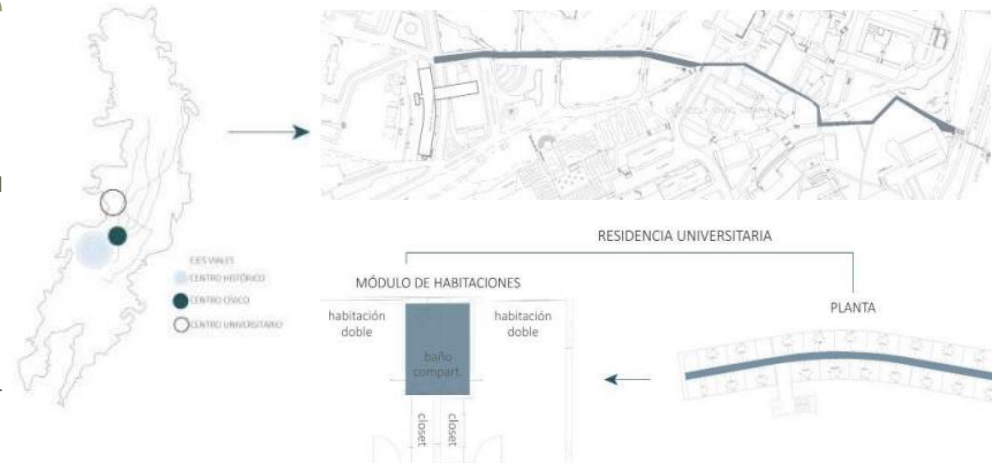 EJES VIALES
CENTRO HISTÓRICO
CENTRO CÍVICO
CENTRO UNIVERSITARIO
RESIDENCIA UNIVERSITARIA
MÓDULO DE HABITACIONES
PLANTA
habitación
doble
baño
compart.
habitación
doble
closet
closet